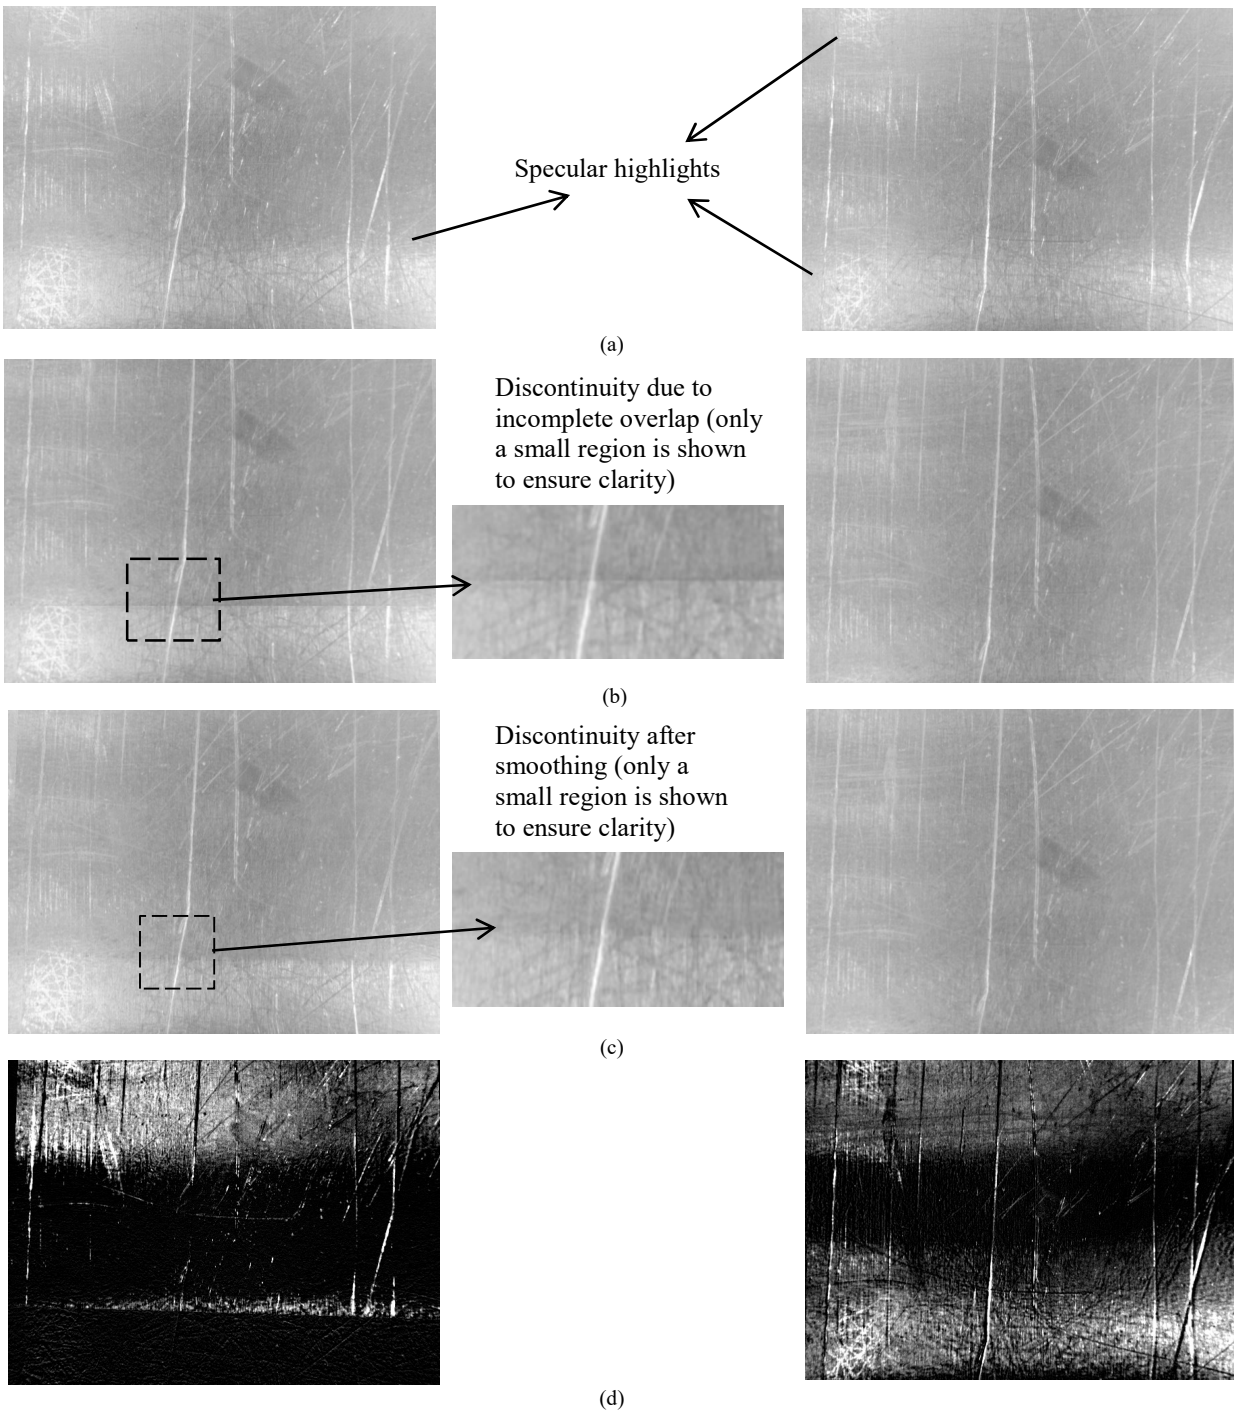 Specular highlights
(a)
Discontinuity due to
incomplete overlap (only
a small region is shown
to ensure clarity)
(b)
Discontinuity after
smoothing (only a
small region is shown
to ensure clarity)
(c)
(d)